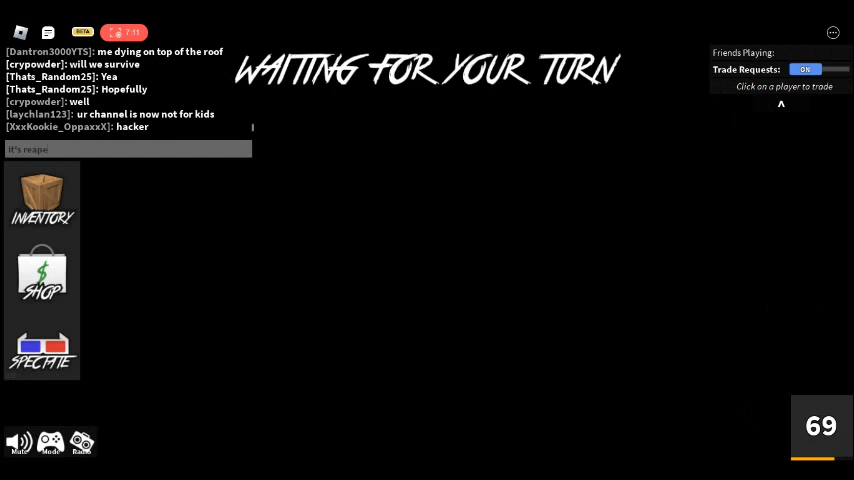 BETA
7:11
[Dantron3000YTS]: me dying on top of the roof
[crypowder]: will we survive
[Thats_Random25]: Yea
[Thats_Random25]: Hopefully
[crypowder]: well
[laychlan123]: ur channel is now not for kids
[XxxKookie_OppaxxX]: hacker
it's reape
WAITING FOR YOUR TURN
Friends Playing:
Trade Requests: ON
Click on a player to trade
^
INVENTORY
$
SHOP
SPECTATE
Mute Mode Radio
69